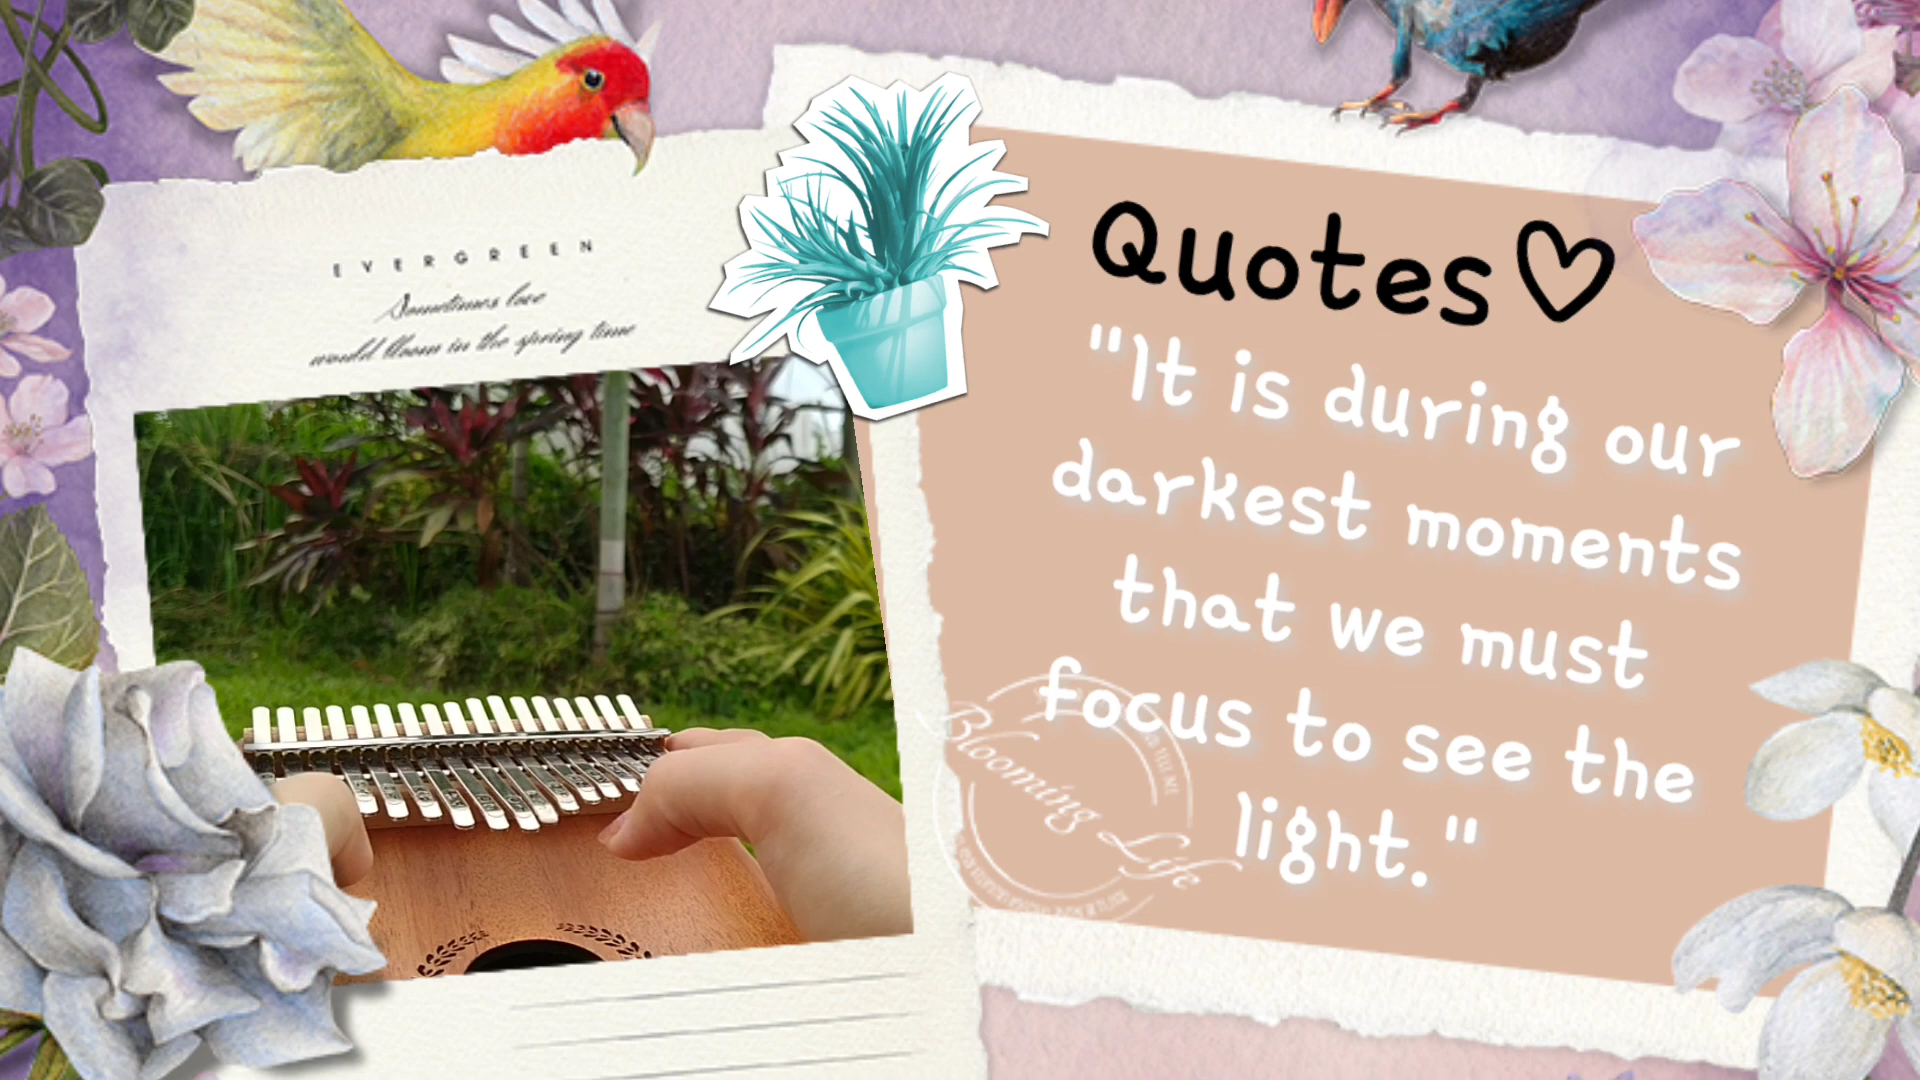 EVERGREEN
Sometimes love
would bloom in the spring time
Quotes♡
"It is during our
darkest moments
that we must
focus to see the
light."
Blooming Life